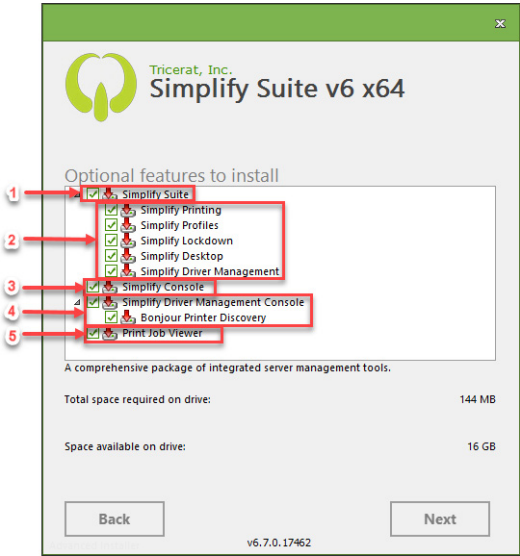 Tricerat, Inc.
Simplify Suite v6 x64
Optional features to install
1 Simplify Suite
Simplify Printing
Simplify Profiles
2 Simplify Lockdown
Simplify Desktop
Simplify Driver Management
3 Simplify Console
Simplify Driver Management Console
4 Bonjour Printer Discovery
5 Print Job Viewer
A comprehensive package of integrated server management tools.
Total space required on drive: 144 MB
Space available on drive: 16 GB
Back Next
v6.7.0.17462